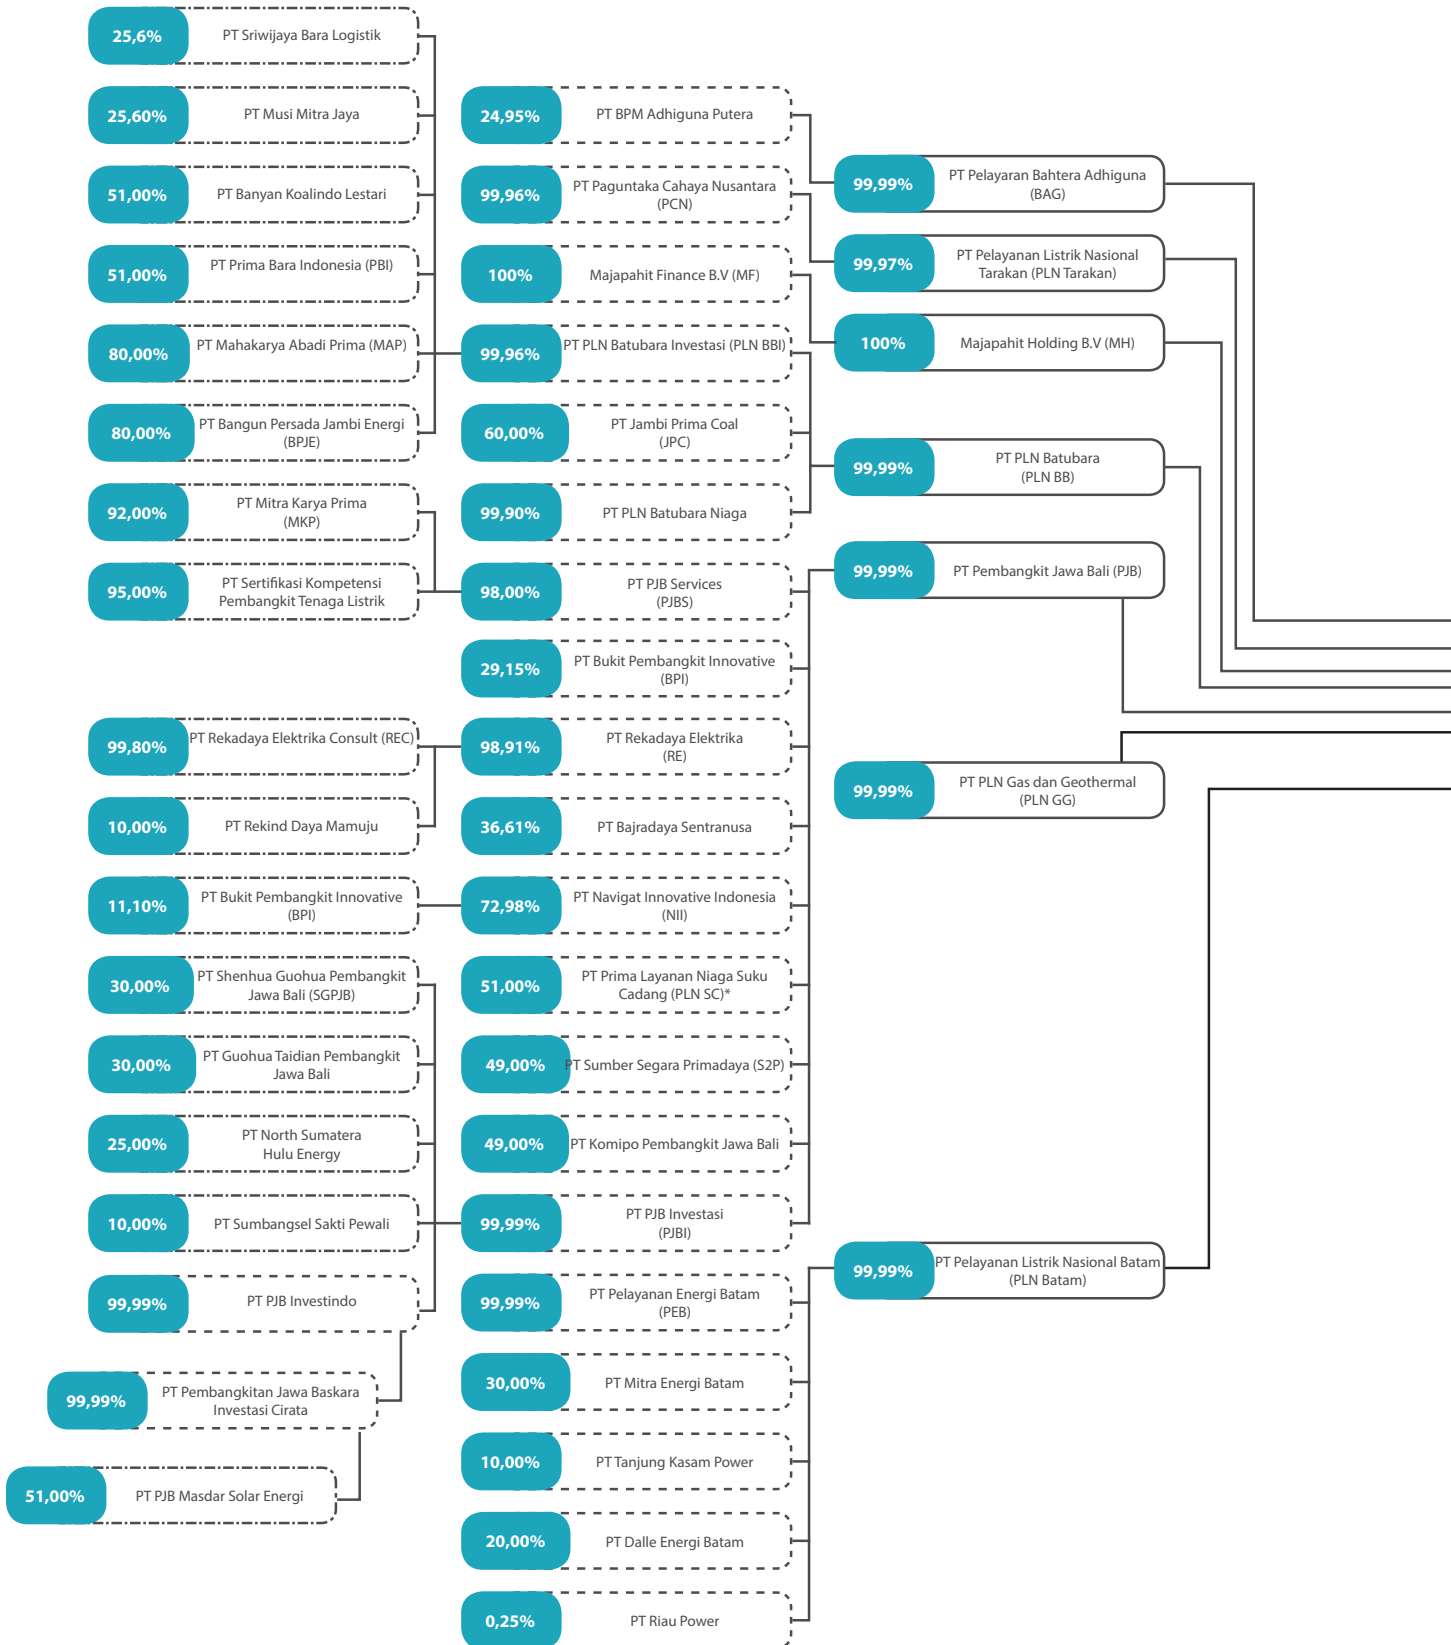 25,6%
PT Sriwijaya Bara Logistik
25,60%
PT Musi Mitra Jaya
51,00%
PT Banyan Koalindo Lestari
51,00%
PT Prima Bara Indonesia (PBI)
80,00%
PT Mahakarya Abadi Prima (MAP)
80,00%
PT Bangun Persada Jambi Energi
(BPJE)
92,00%
PT Mitra Karya Prima
(MKP)
95,00%
PT Sertifikasi Kompetensi
Pembangkit Tenaga Listrik
99,80%
PT Rekadaya Elektrika Consult (REC)
10,00%
PT Rekind Daya Mamuju
11,10%
PT Bukit Pembangkit Innovative
(BPI)
30,00%
PT Shenhua Guohua Pembangkit
Jawa Bali (SGPJB)
30,00%
PT Guohua Taidian Pembangkit
Jawa Bali
25,00%
PT North Sumatera
Hulu Energy
10,00%
PT Sumbangsel Sakti Pewali
99,99%
PT PJB Investindo
99,99%
PT Pembangkitan Jawa Baskara
Investasi Cirata
51,00%
PT PJB Masdar Solar Energi
24,95%
PT BPM Adhiguna Putera
99,96%
PT Paguntaka Cahaya Nusantara
(PCN)
100%
Majapahit Finance B.V (MF)
99,96%
PT PLN Batubara Investasi (PLN BBI)
60,00%
PT Jambi Prima Coal
(JPC)
99,90%
PT PLN Batubara Niaga
98,00%
PT PJB Services
(PJBS)
29,15%
PT Bukit Pembangkit Innovative
(BPI)
98,91%
PT Rekadaya Elektrika
(RE)
36,61%
PT Bajradaya Sentranusa
72,98%
PT Navigat Innovative Indonesia
(NII)
51,00%
PT Prima Layanan Niaga Suku
Cadang (PLN SC)*
49,00%
PT Sumber Segara Primadaya (S2P)
49,00%
PT Komipo Pembangkit Jawa Bali
99,99%
PT PJB Investasi
(PJBI)
99,99%
PT Pelayanan Energi Batam
(PEB)
30,00%
PT Mitra Energi Batam
10,00%
PT Tanjung Kasam Power
20,00%
PT Dalle Energi Batam
0,25%
PT Riau Power
99,99%
PT Pelayaran Bahtera Adhiguna
(BAG)
99,97%
PT Pelayanan Listrik Nasional
Tarakan (PLN Tarakan)
100%
Majapahit Holding B.V (MH)
99,99%
PT PLN Batubara
(PLN BB)
99,99%
PT Pembangkit Jawa Bali (PJB)
99,99%
PT PLN Gas dan Geothermal
(PLN GG)
99,99%
PT Pelayanan Listrik Nasional Batam
(PLN Batam)